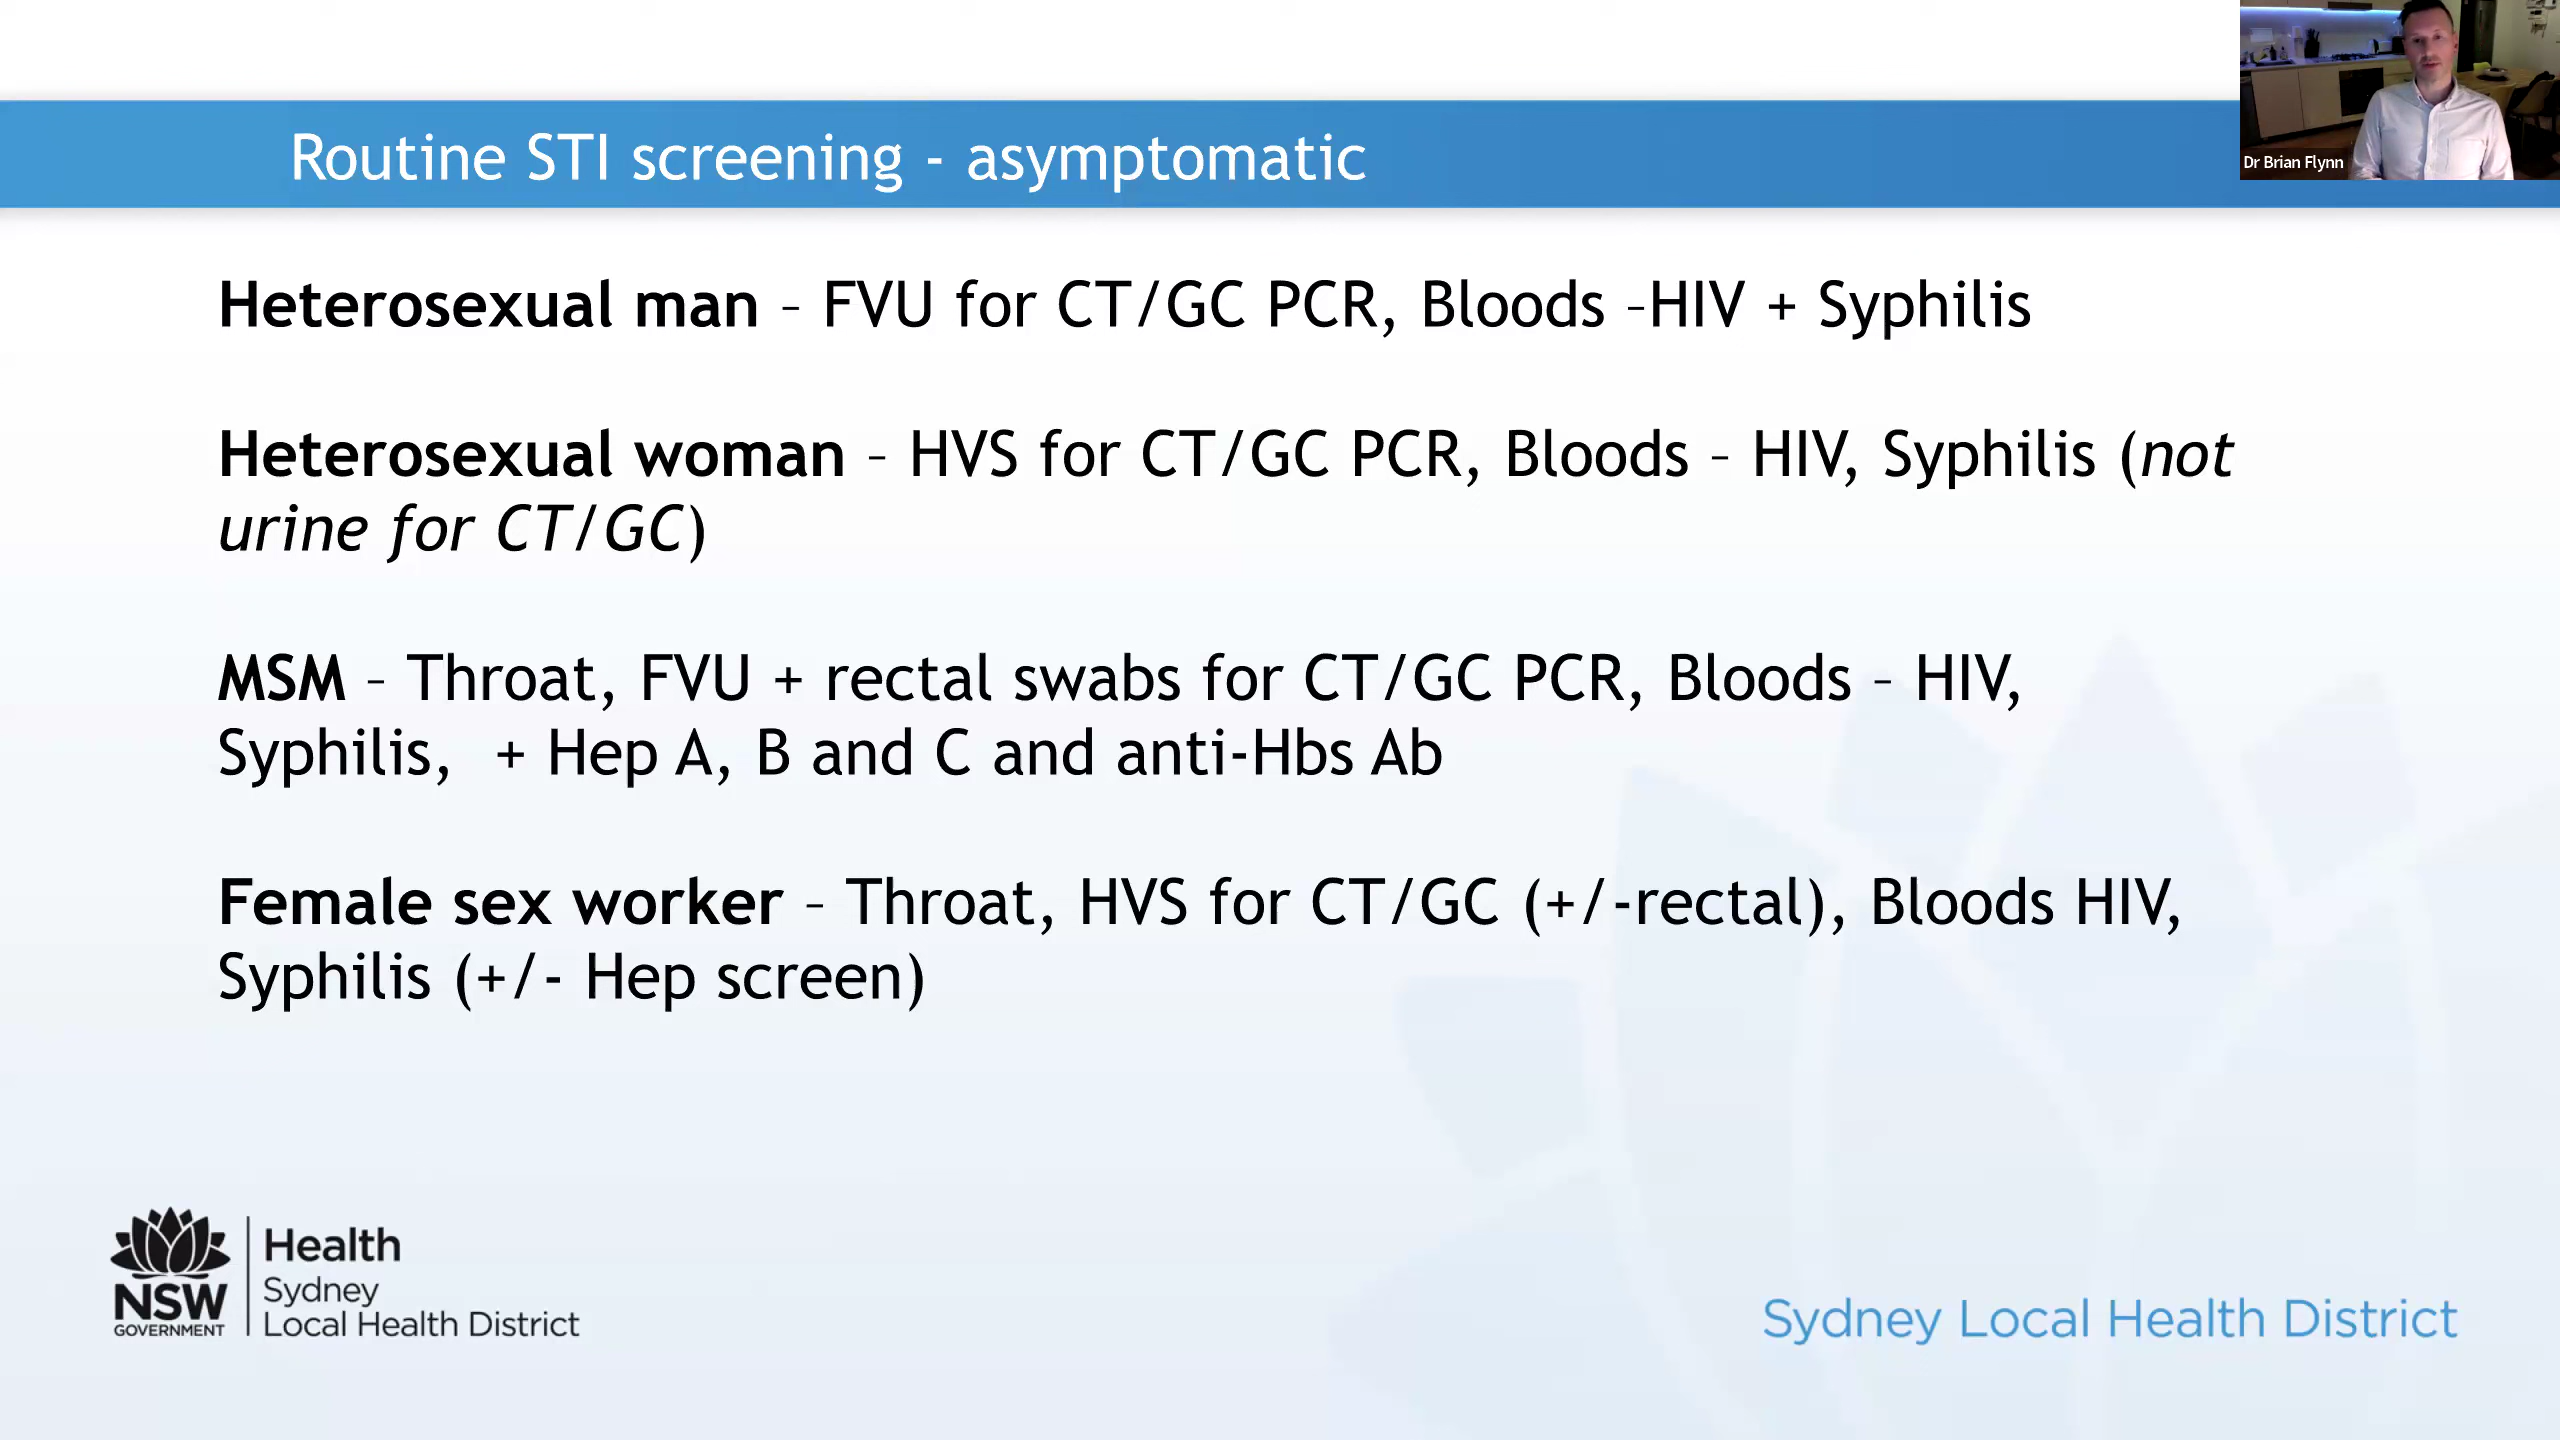 Routine STI screening - asymptomatic
Dr Brian Flynn
Heterosexual man – FVU for CT/GC PCR, Bloods –HIV + Syphilis
Heterosexual woman – HVS for CT/GC PCR, Bloods – HIV, Syphilis (not
urine for CT/GC)
MSM – Throat, FVU + rectal swabs for CT/GC PCR, Bloods – HIV,
Syphilis,  + Hep A, B and C and anti-Hbs Ab
Female sex worker – Throat, HVS for CT/GC (+/-rectal), Bloods HIV,
Syphilis (+/- Hep screen)
NSW
GOVERNMENT
Health
Sydney
Local Health District
Sydney Local Health District